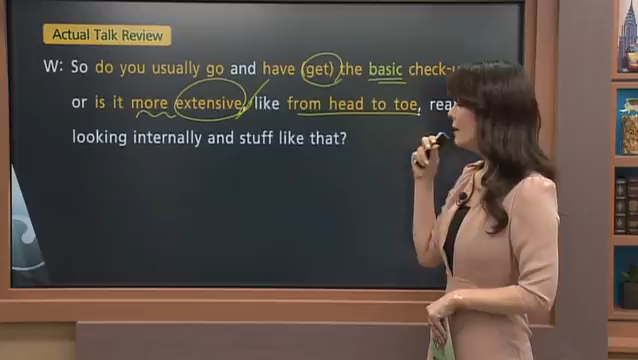 Actual Talk Review
W: So do you usually go and have (get) the basic check-u
or is it more extensive, like from head to toe, rea
looking internally and stuff like that?